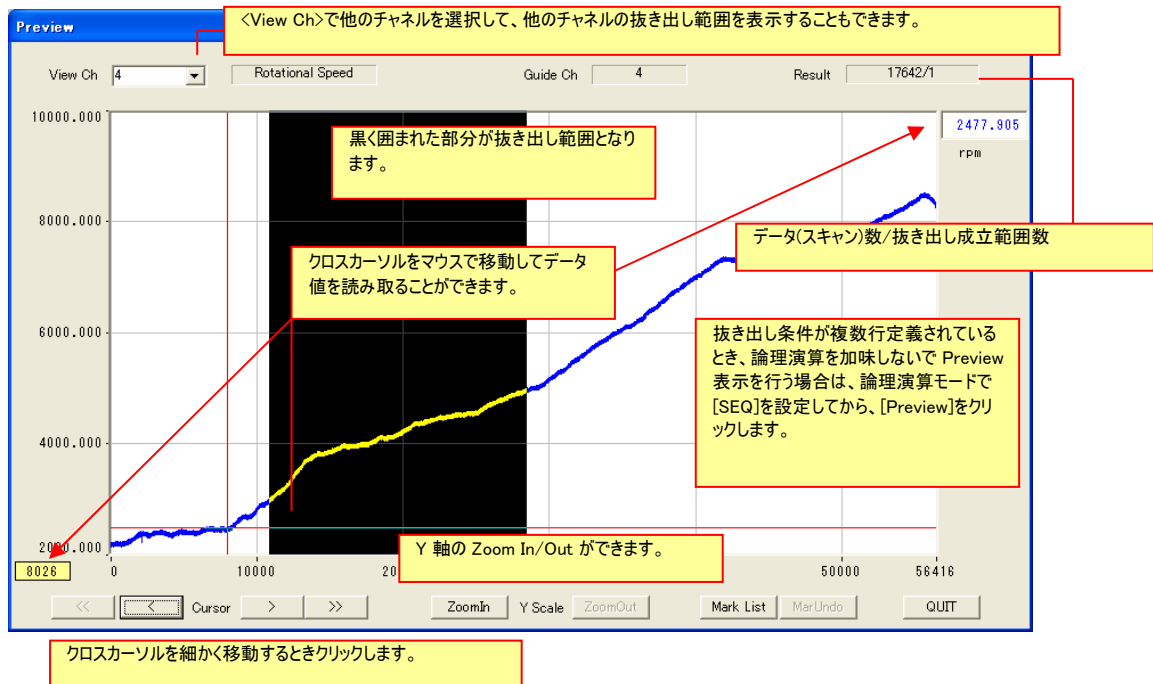 <View Ch>で他のチャネルを選択して、他のチャネルの抜き出し範囲を表示することもできます。
Preview
View Ch 4 Rotational Speed Guide Ch 4 Result 17642/1
10000.000
2477.905
rpm
黒く囲まれた部分が抜き出し範囲となり
ます。
8000.000
データ(スキャン)数/抜き出し成立範囲数
クロスカーソルをマウスで移動してデータ
値を読み取ることができます。
6000.000
抜き出し条件が複数行定義されている
とき、論理演算を加味しないで Preview
表示を行う場合は、論理演算モードで
[SEQ]を設定してから、[Preview]をクリ
ックします。
4000.000
Y 軸の Zoom In/Out ができます。
2000.000
8026 0 10000 20 50000 56416
<< < Cursor > >> ZoomIn Y Scale ZoomOut Mark List MarUndo QUIT
クロスカーソルを細かく移動するときクリックします。